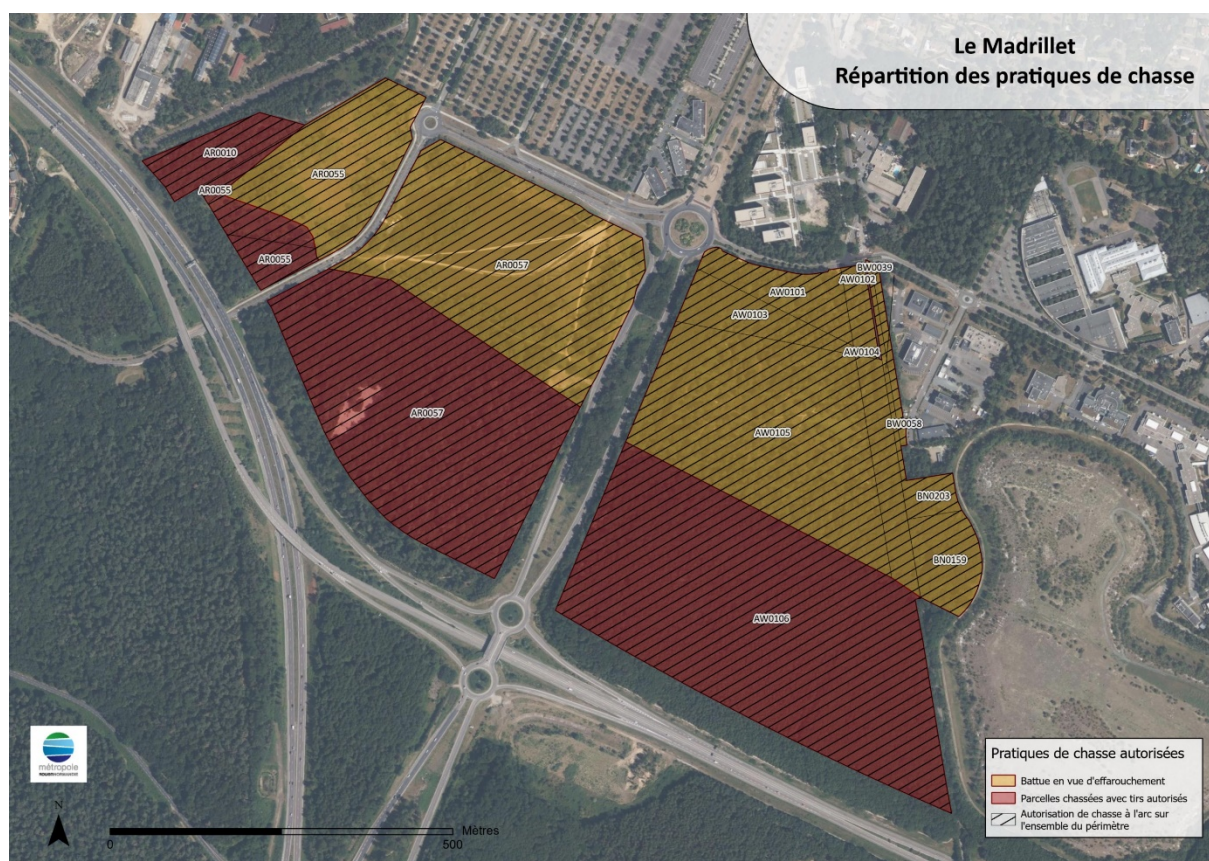 Le Madrillet
Répartition des pratiques de chasse
AR0010
AR0055
AR0055
AR0055
AR0057
AR0057
BW0039
AW0102
AW0101
AW0103
AW0104
BW0058
AW0105
BN0203
BN0159
AW0106
métropole
ROUENNORMANDIE
N
Mètres
0
500
Pratiques de chasse autorisées
Battue en vue d'effarouchement
Parcelles chassées avec tirs autorisés
Autorisation de chasse à l'arc sur
l'ensemble du périmètre